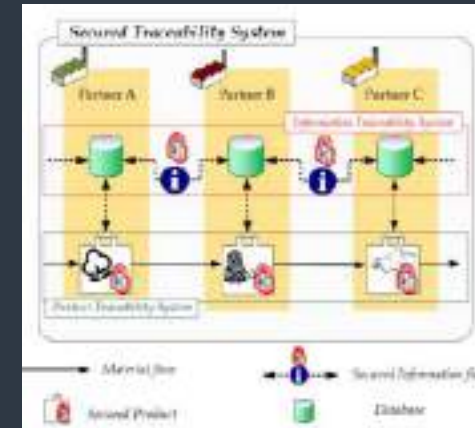 Secured Traceability System
Partner A
Partner B
Partner C
Information Traceability System
Product Traceability System
Material flow
Secured Information fl
Secured Product
Database